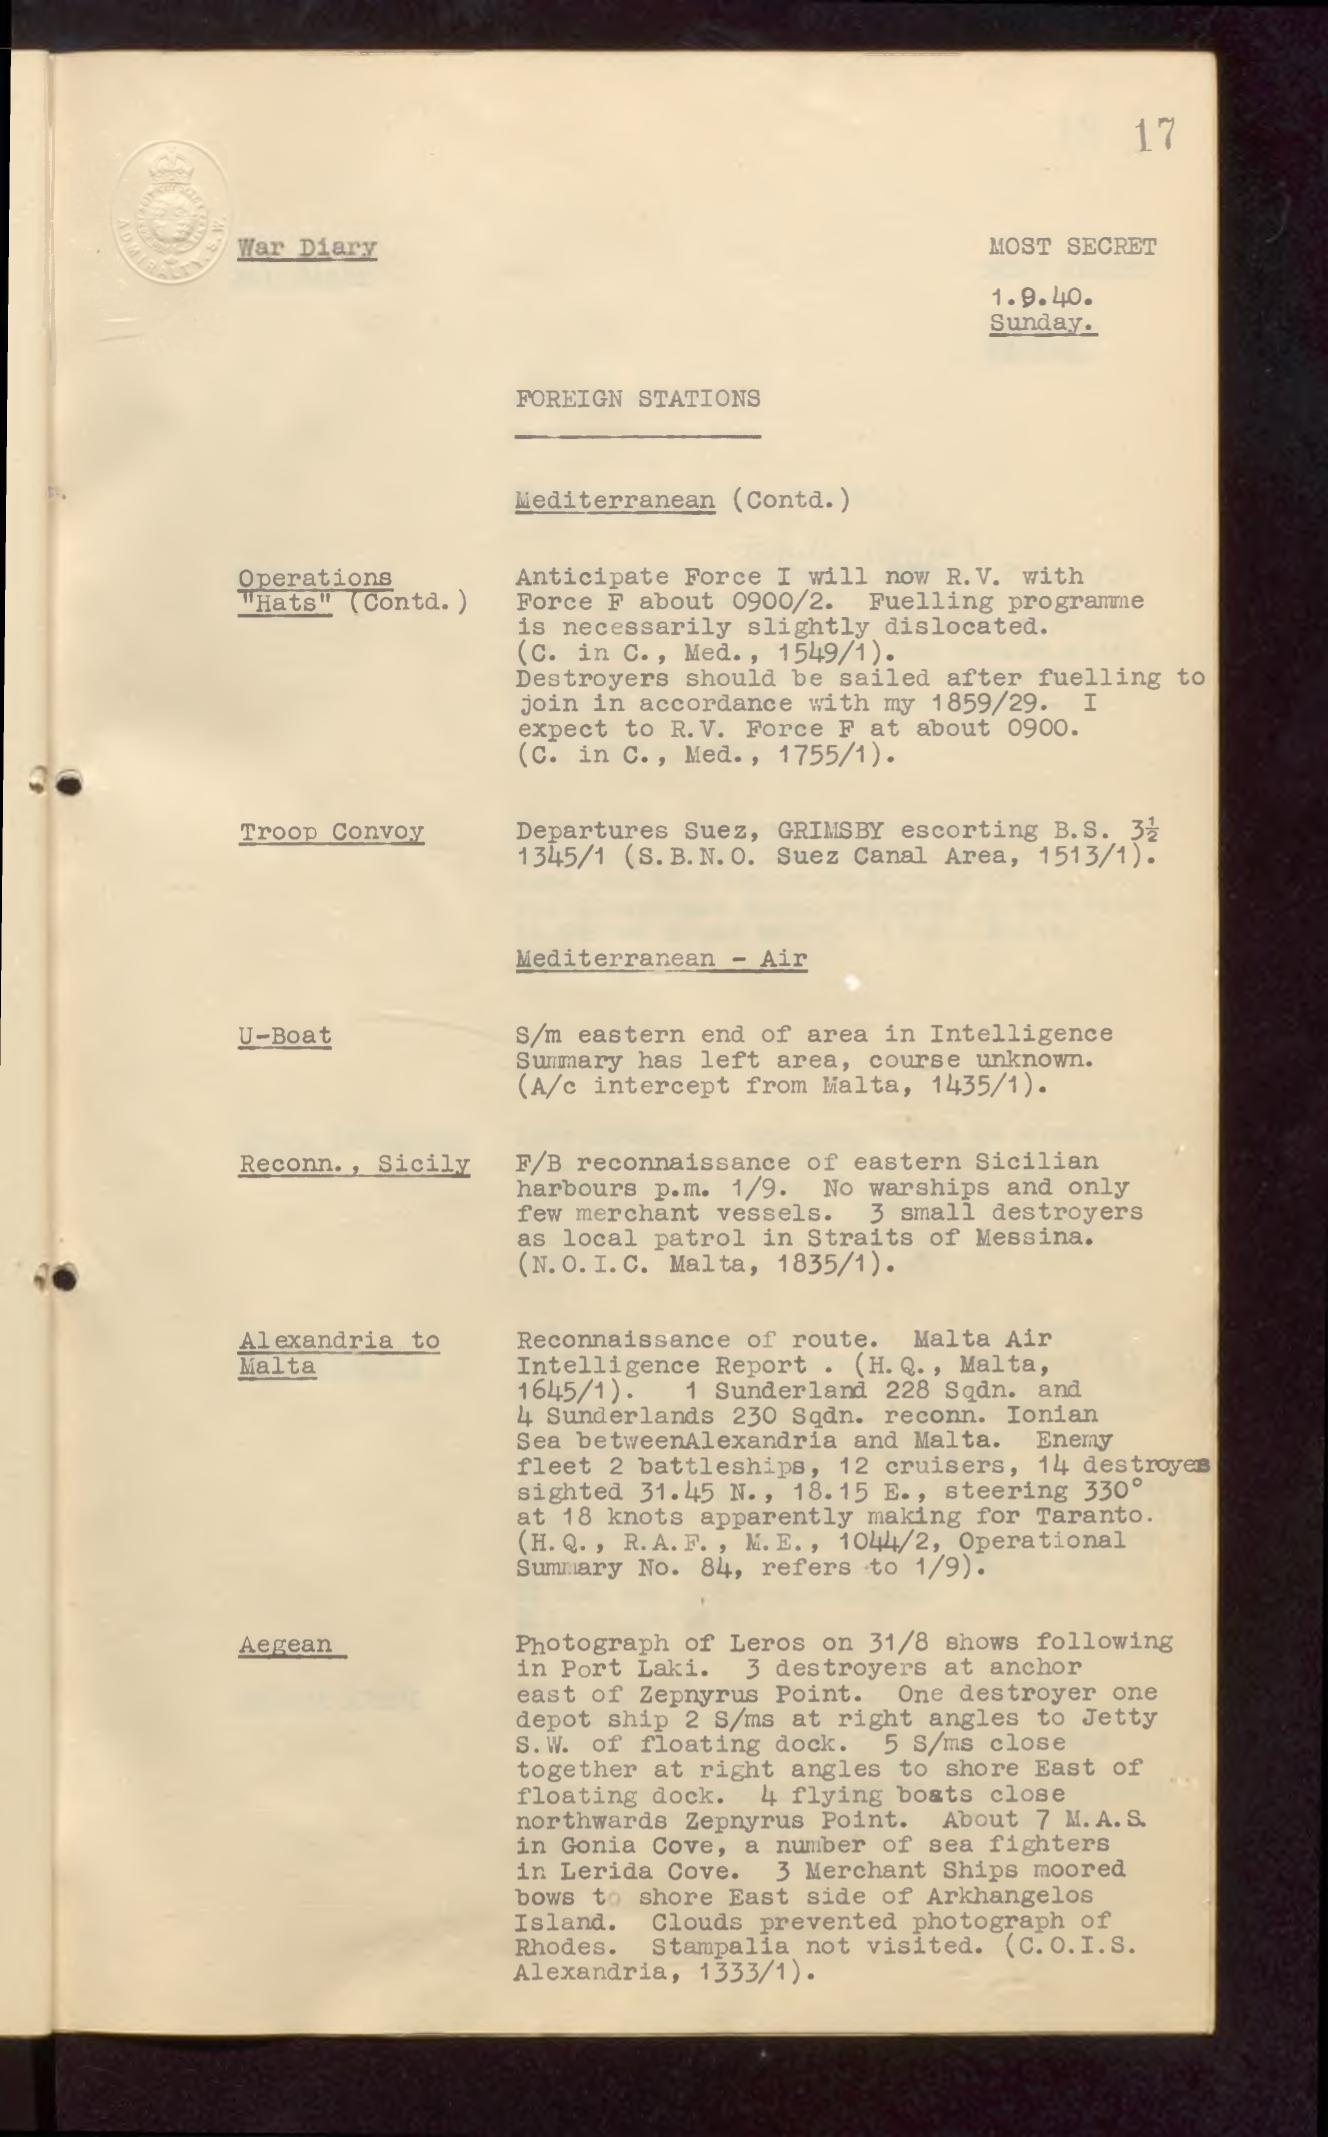 17
ADMIRALTY. S.W.
War Diary
MOST SECRET
1.9.40.
Sunday.
FOREIGN STATIONS
Mediterranean (Contd.)
Operations
"Hats" (Contd.)
Anticipate Force I will now R.V. with
Force F about 0900/2. Fuelling programme
is necessarily slightly dislocated.
(C. in C., Med., 1549/1).
Destroyers should be sailed after fuelling to
join in accordance with my 1859/29. I
expect to R.V. Force F at about 0900.
(C. in C., Med., 1755/1).
Troop Convoy
Departures Suez, GRIMSBY escorting B.S. 3½
1345/1 (S.B.N.O. Suez Canal Area, 1513/1).
Mediterranean - Air
U-Boat
S/m eastern end of area in Intelligence
Summary has left area, course unknown.
(A/c intercept from Malta, 1435/1).
Reconn., Sicily
F/B reconnaissance of eastern Sicilian
harbours p.m. 1/9. No warships and only
few merchant vessels. 3 small destroyers
as local patrol in Straits of Messina.
(N.O.I.C. Malta, 1835/1).
Alexandria to
Malta
Reconnaissance of route. Malta Air
Intelligence Report . (H.Q., Malta,
1645/1). 1 Sunderland 228 Sqdn. and
4 Sunderlands 230 Sqdn. reconn. Ionian
Sea betweenAlexandria and Malta. Enemy
fleet 2 battleships, 12 cruisers, 14 destroyes
sighted 31.45 N., 18.15 E., steering 330°
at 18 knots apparently making for Taranto.
(H.Q., R.A.F., M.E., 1044/2, Operational
Summary No. 84, refers to 1/9).
Aegean
Photograph of Leros on 31/8 shows following
in Port Laki. 3 destroyers at anchor
east of Zepnyrus Point. One destroyer one
depot ship 2 S/ms at right angles to Jetty
S.W. of floating dock. 5 S/ms close
together at right angles to shore East of
floating dock. 4 flying boats close
northwards Zepnyrus Point. About 7 M.A.S.
in Gonia Cove, a number of sea fighters
in Lerida Cove. 3 Merchant Ships moored
bows to shore East side of Arkhangelos
Island. Clouds prevented photograph of
Rhodes. Stampalia not visited. (C.O.I.S.
Alexandria, 1333/1).